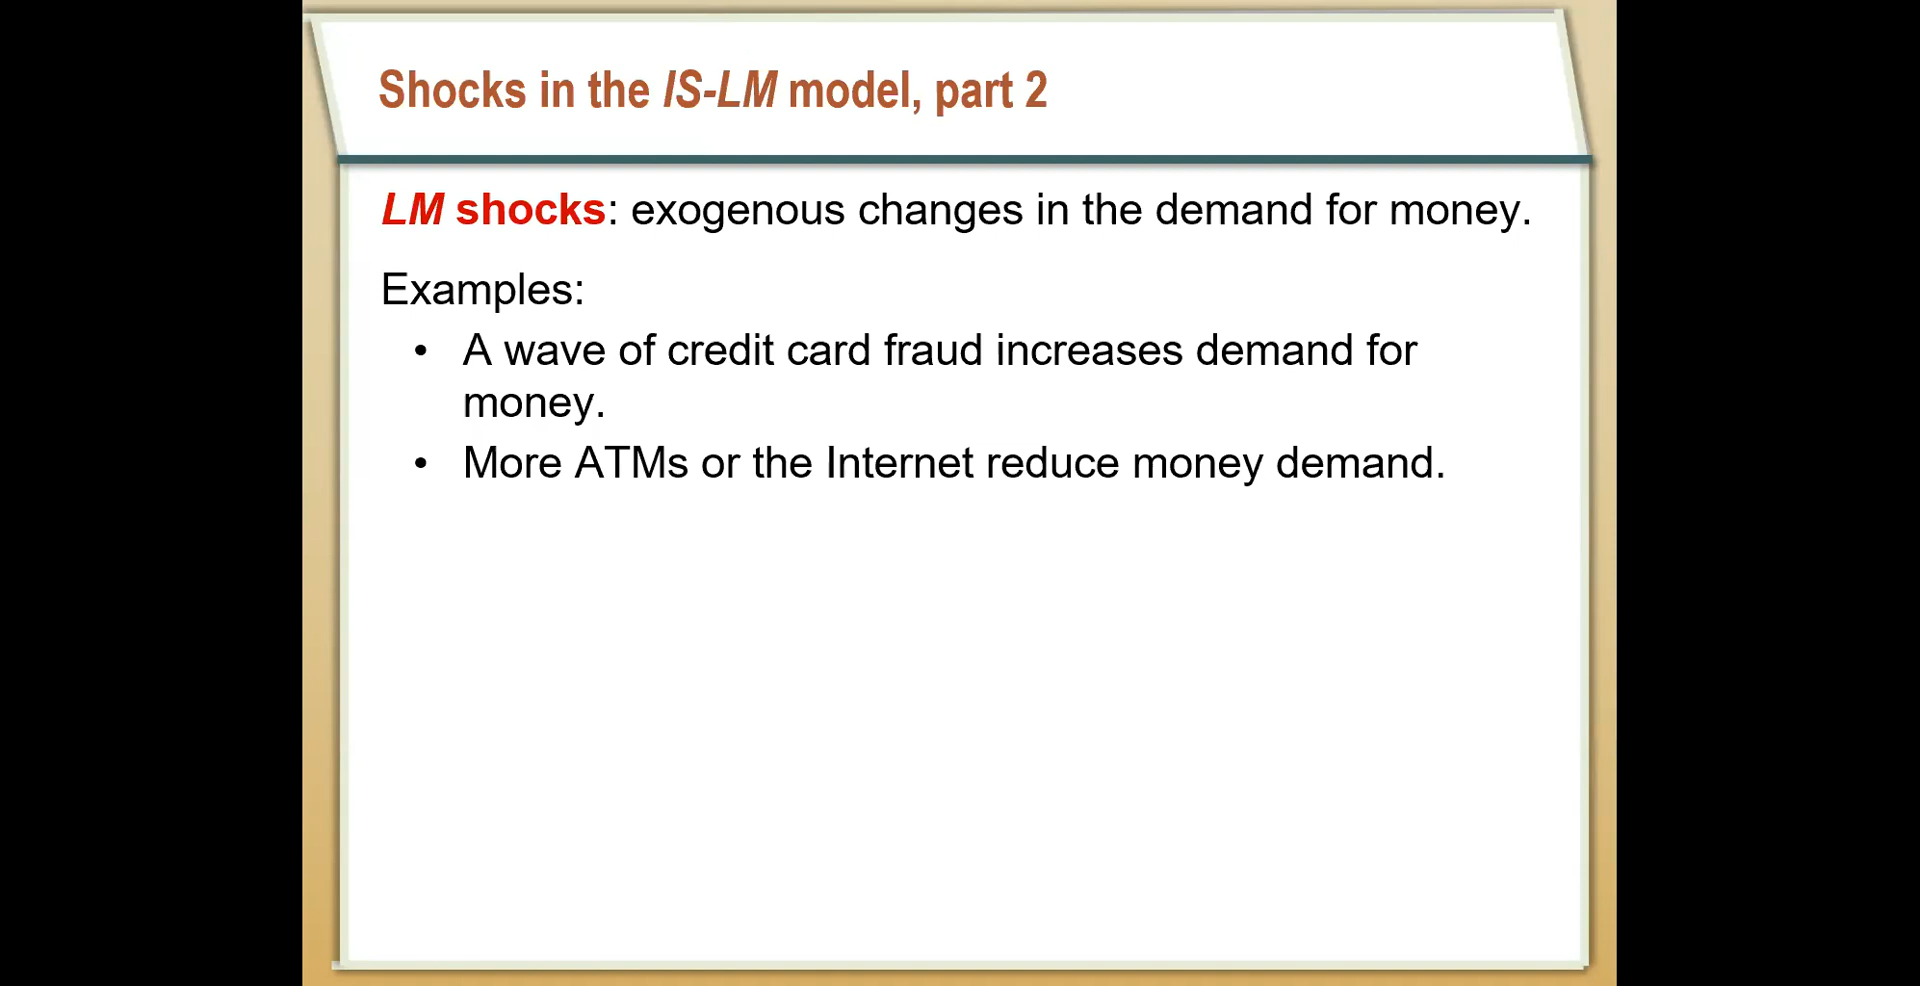 Shocks in the IS-LM model, part 2
LM shocks: exogenous changes in the demand for money.
Examples:
• A wave of credit card fraud increases demand for
money.
• More ATMs or the Internet reduce money demand.